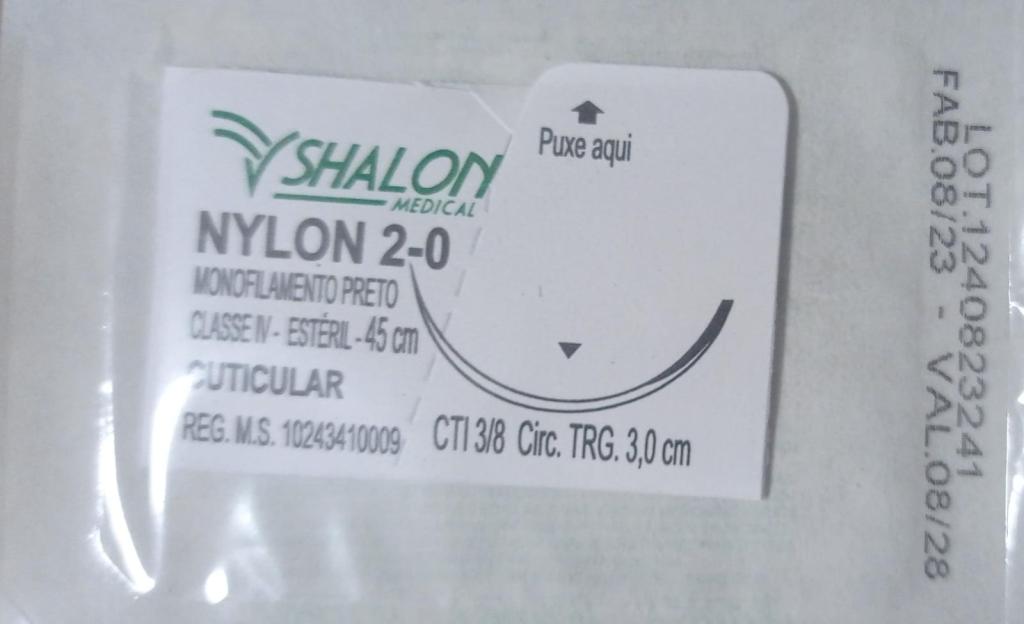 SHALON
MEDICAL
NYLON 2-0
MONOFILAMENTO PRETO
CLASSE IV - ESTÉRIL - 45 cm
CUTICULAR
REG. M.S. 10243410009
Puxe aqui
CTI 3/8 Circ. TRG. 3,0 cm
LOT.1240823241
FAB.08/23 - VAL.08/28